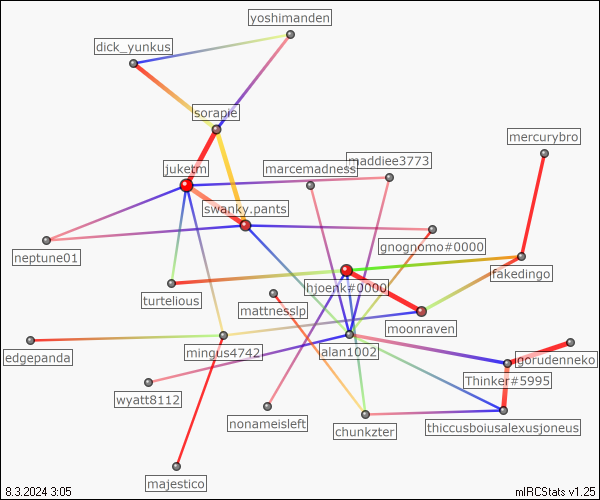 yoshimanden
dick_yunkus
sorapie
mercurybro
maddiee3773
juketm
marcemadness
swanky.pants
gnognomo#0000
neptune01
fakedingo
hjoenk#0000
turtelious
mattnesslp
moonraven
mingus4742
alan1002
edgepanda
gorudenneko
Thinker#5995
wyatt8112
nonameisleft
thiccusboiusalexusjoneus
chunkzter
majestico
8.3.2024 3:05
mIRCStats v1.25